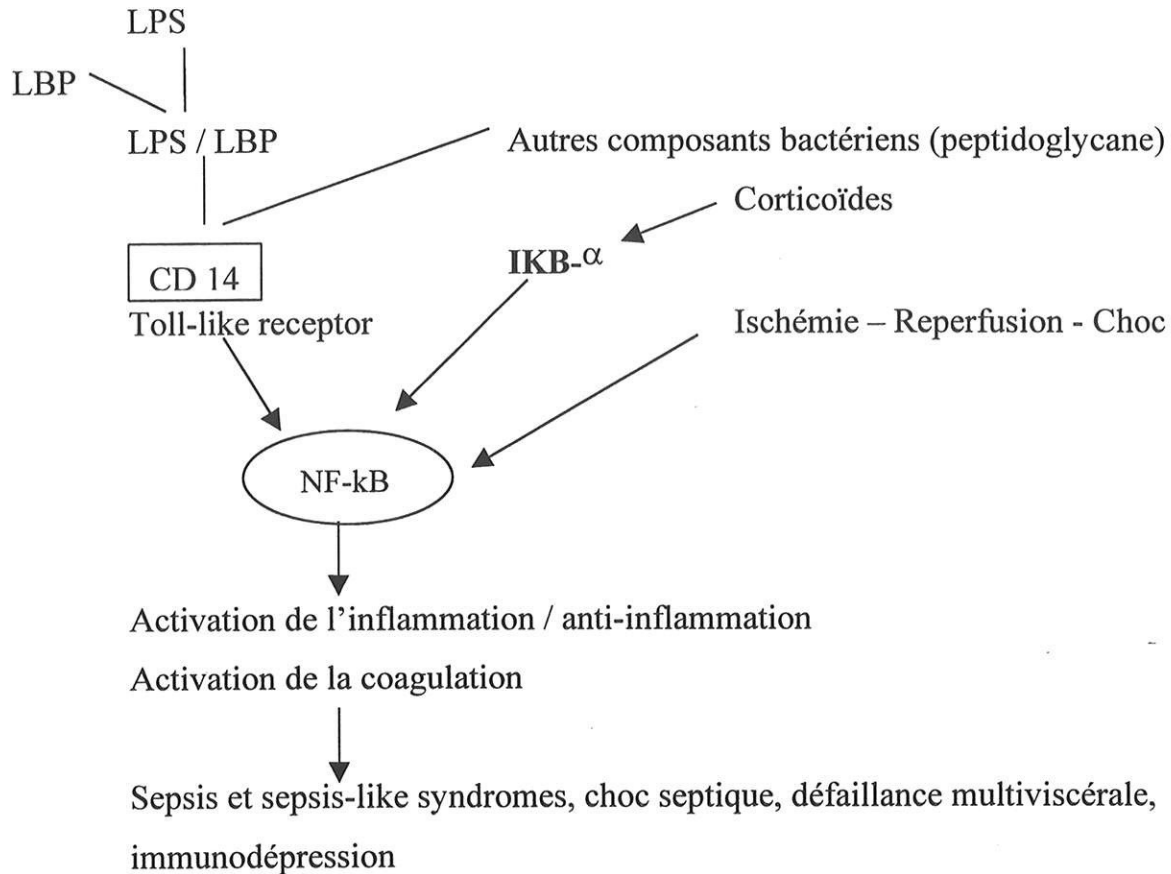 LPS
LBP
LPS / LBP
Autres composants bactériens (peptidoglycane)
Corticoïdes
IKB-α
CD 14
Toll-like receptor
Ischémie – Reperfusion - Choc
NF-kB
Activation de l’inflammation / anti-inflammation
Activation de la coagulation
Sepsis et sepsis-like syndromes, choc septique, défaillance multiviscérale,
immunodépression